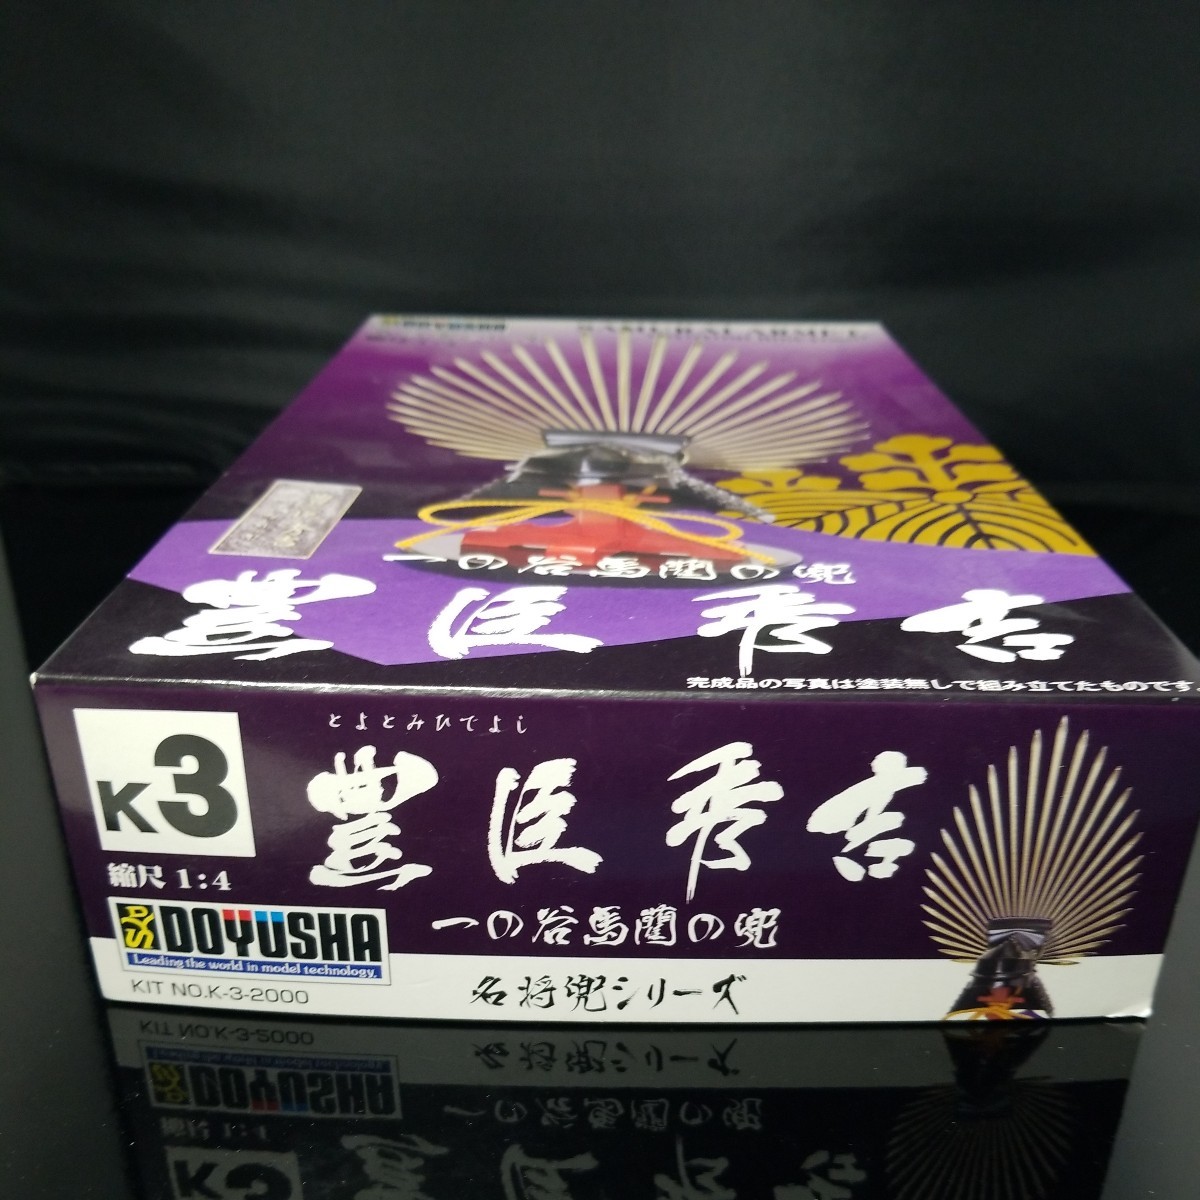 DOYUSHA
SAMURAI ARMET
一の谷馬藺の兜
豊臣秀吉
完成品の写真は塗装無しで組み立てたものです
K3
とよとみひでよし
豊臣秀吉
縮尺 1:4
一の谷馬藺の兜
DOYUSHA
Leading the world in model technology.
KIT NO.K-3-2000
名将兜シリーズ